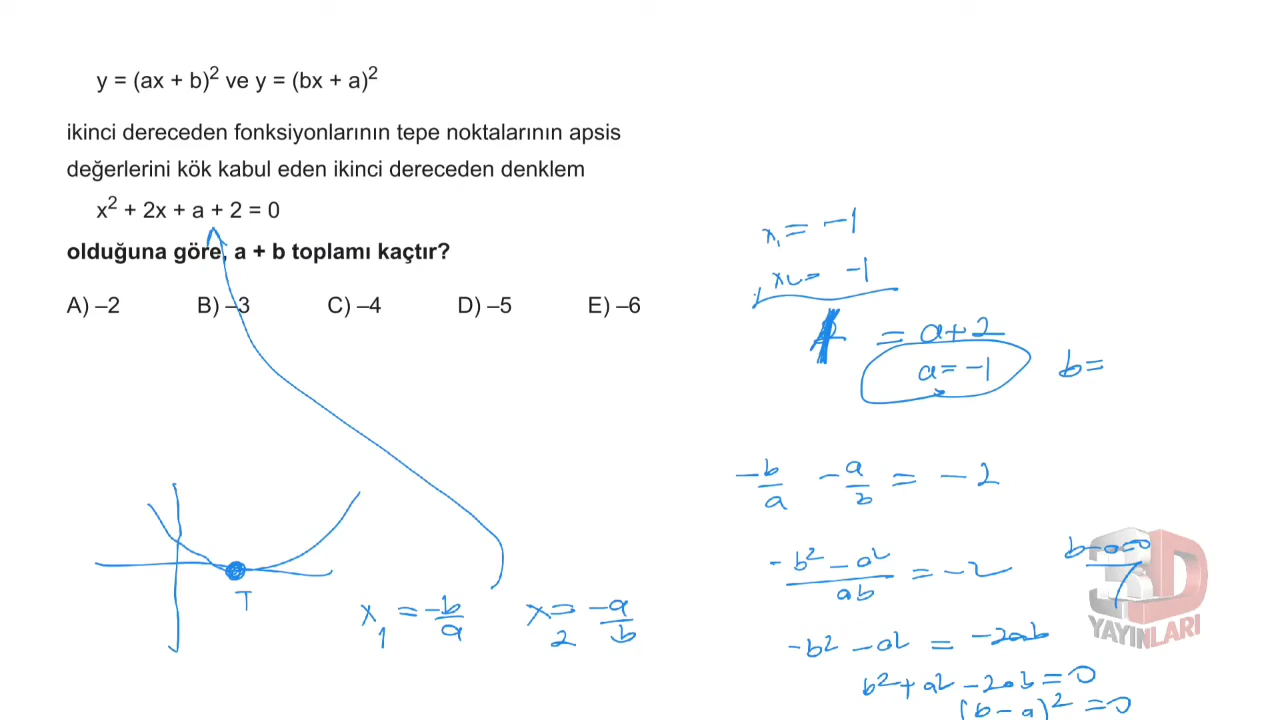 y = (ax + b)² ve y = (bx + a)²
ikinci dereceden fonksiyonlarının tepe noktalarının apsis
değerlerini kök kabul eden ikinci dereceden denklem
x² + 2x + a + 2 = 0
olduğuna göre, a + b toplamı kaçtır?
A) –2 B) –3 C) –4 D) –5 E) –6
x₁ = -1
x₂ = -1
= a+2
a = -1 b=
-b/a -a/b = -2
(-b² - a²)/ab = -2
b-a=0
-b² - a² = -2ab
b² + a² - 2ab = 0
(b - a)² = 0
T
x₁ = -b/a x₂ = -a/b
3D
YAYINLARI